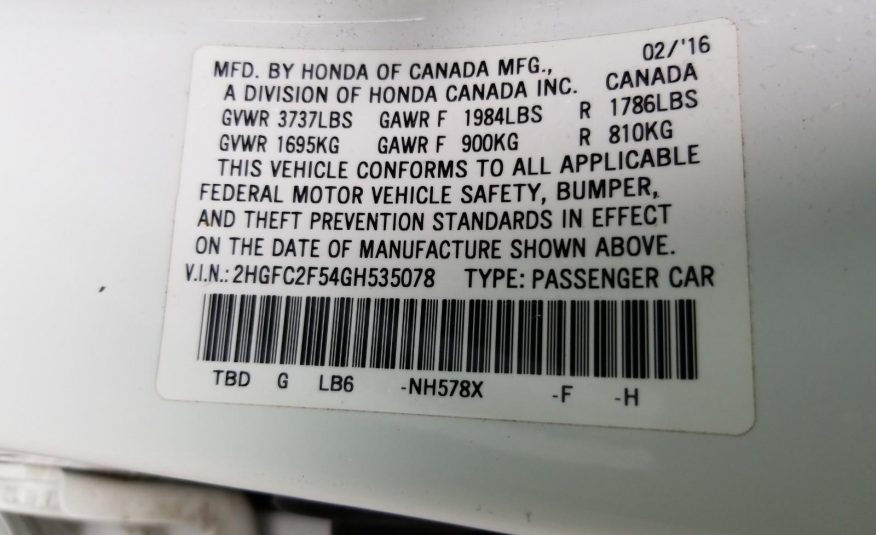 02/'16
MFD. BY HONDA OF CANADA MFG.,
A DIVISION OF HONDA CANADA INC. CANADA
GVWR 3737LBS GAWR F 1984LBS R 1786LBS
GVWR 1695KG GAWR F 900KG R 810KG
THIS VEHICLE CONFORMS TO ALL APPLICABLE
FEDERAL MOTOR VEHICLE SAFETY, BUMPER,
AND THEFT PREVENTION STANDARDS IN EFFECT
ON THE DATE OF MANUFACTURE SHOWN ABOVE.
V.I.N.: 2HGFC2F54GH535078 TYPE: PASSENGER CAR
TBD G LB6 -NH578X -F -H